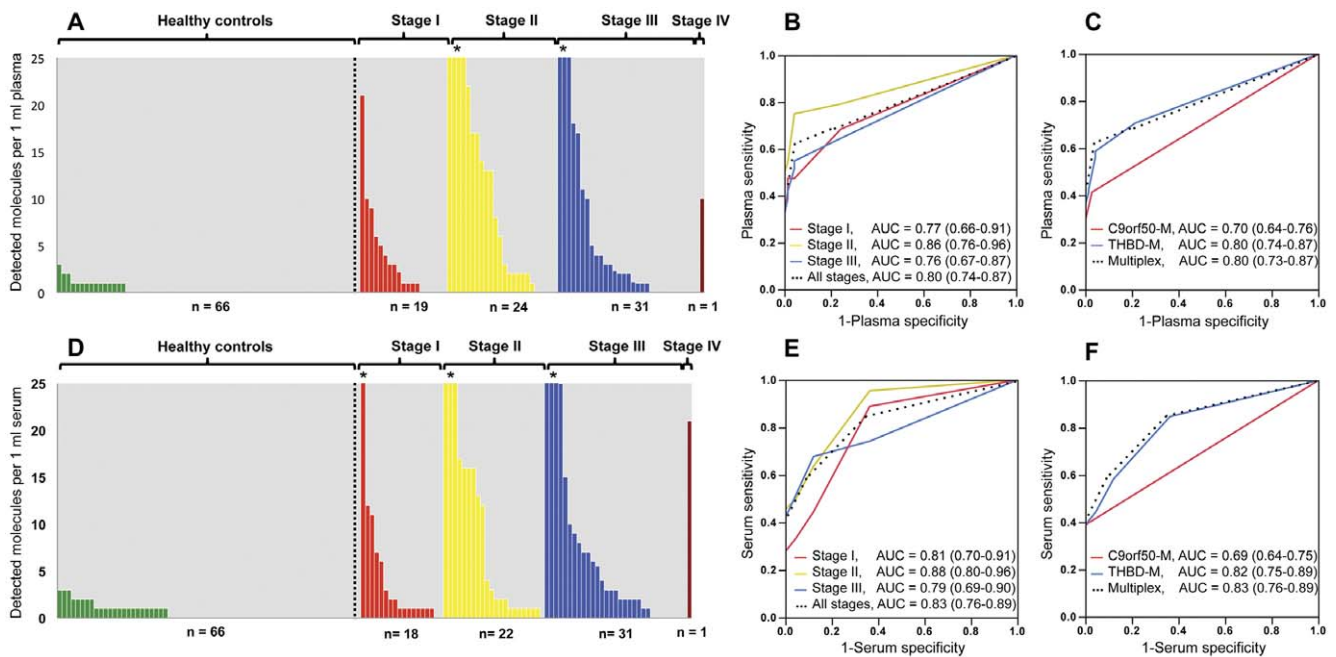 A
Healthy controls
Stage I
Stage II
Stage III
Stage IV
*
*
Detected molecules per 1 ml plasma
25
20
15
10
5
0
n = 66
n = 19
n = 24
n = 31
n = 1
B
Plasma sensitivity
1.0
0.8
0.6
0.4
0.2
0.0
Stage I, AUC = 0.77 (0.66-0.91)
Stage II, AUC = 0.86 (0.76-0.96)
Stage III, AUC = 0.76 (0.67-0.87)
All stages, AUC = 0.80 (0.74-0.87)
0.0 0.2 0.4 0.6 0.8 1.0
1-Plasma specificity
C
Plasma sensitivity
1.0
0.8
0.6
0.4
0.2
0.0
C9orf50-M, AUC = 0.70 (0.64-0.76)
THBD-M, AUC = 0.80 (0.74-0.87)
Multiplex, AUC = 0.80 (0.73-0.87)
0.0 0.2 0.4 0.6 0.8 1.0
1-Plasma specificity
D
Healthy controls
Stage I
Stage II
Stage III
Stage IV
*
*
*
Detected molecules per 1 ml serum
25
20
15
10
5
0
n = 66
n= 18
n = 22
n= 31
n = 1
E
Serum sensitivity
1.0
0.8
0.6
0.4
0.2
0.0
Stage I, AUC = 0.81 (0.70-0.91)
Stage II, AUC = 0.88 (0.80-0.96)
Stage III, AUC = 0.79 (0.69-0.90)
All stages, AUC = 0.83 (0.76-0.89)
0.0 0.2 0.4 0.6 0.8 1.0
1-Serum specificity
F
Serum sensitivity
1.0
0.8
0.6
0.4
0.2
0.0
C9orf50-M, AUC = 0.69 (0.64-0.75)
THBD-M, AUC = 0.82 (0.75-0.89)
Multiplex, AUC = 0.83 (0.76-0.89)
0.0 0.2 0.4 0.6 0.8 1.0
1-Serum specificity